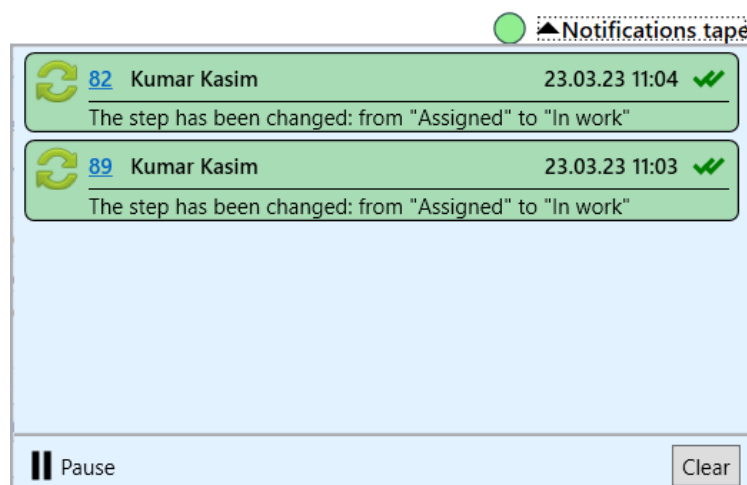 Notifications tape
82 Kumar Kasim 23.03.23 11:04
The step has been changed: from "Assigned" to "In work"
89 Kumar Kasim 23.03.23 11:03
The step has been changed: from "Assigned" to "In work"
Pause Clear